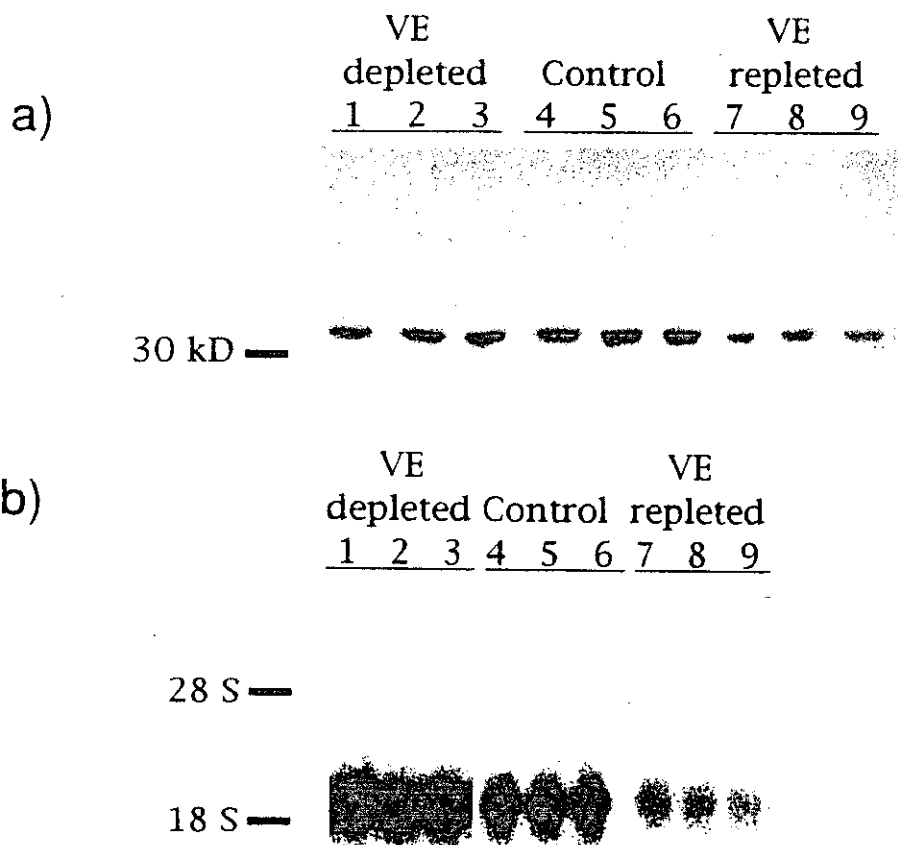 a)
VE VE
depleted Control repleted
1 2 3 4 5 6 7 8 9
30 kD
b)
VE VE
depleted Control repleted
1 2 3 4 5 6 7 8 9
28 S
18 S